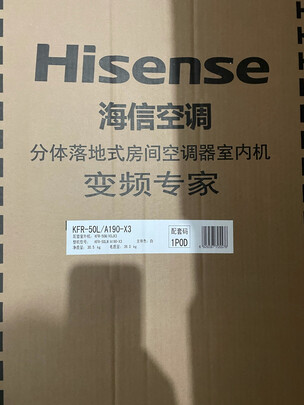 Hisense
海信空调
分体落地式房间空调器室内机
变频专家
KFR-50L/A190-X3
配套码
1POD